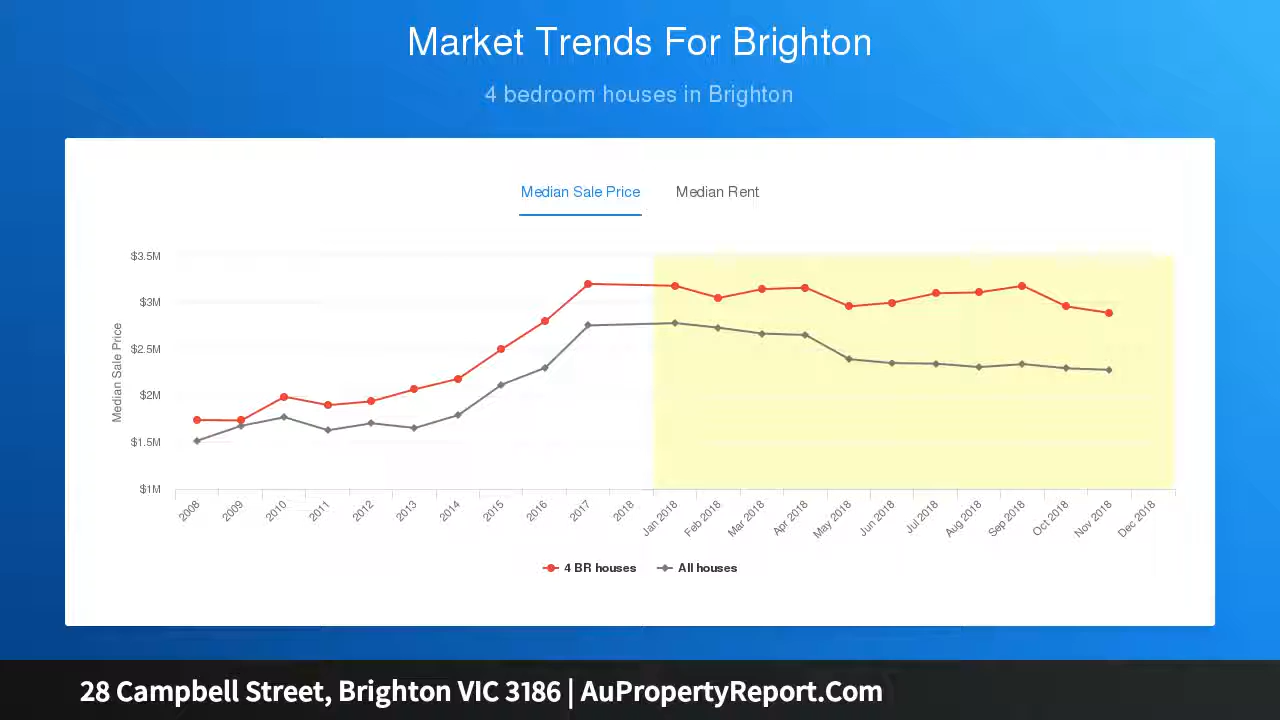 Market Trends For Brighton
4 bedroom houses in Brighton
Median Sale Price Median Rent
Median Sale Price
$3.5M
$3M
$2.5M
$2M
$1.5M
$1M
2008 2009 2010 2011 2012 2013 2014 2015 2016 2017 2018 Jan 2018 Feb 2018 Mar 2018 Apr 2018 May 2018 Jun 2018 Jul 2018 Aug 2018 Sep 2018 Oct 2018 Nov 2018 Dec 2018
4 BR houses All houses
28 Campbell Street, Brighton VIC 3186 | AuPropertyReport.Com